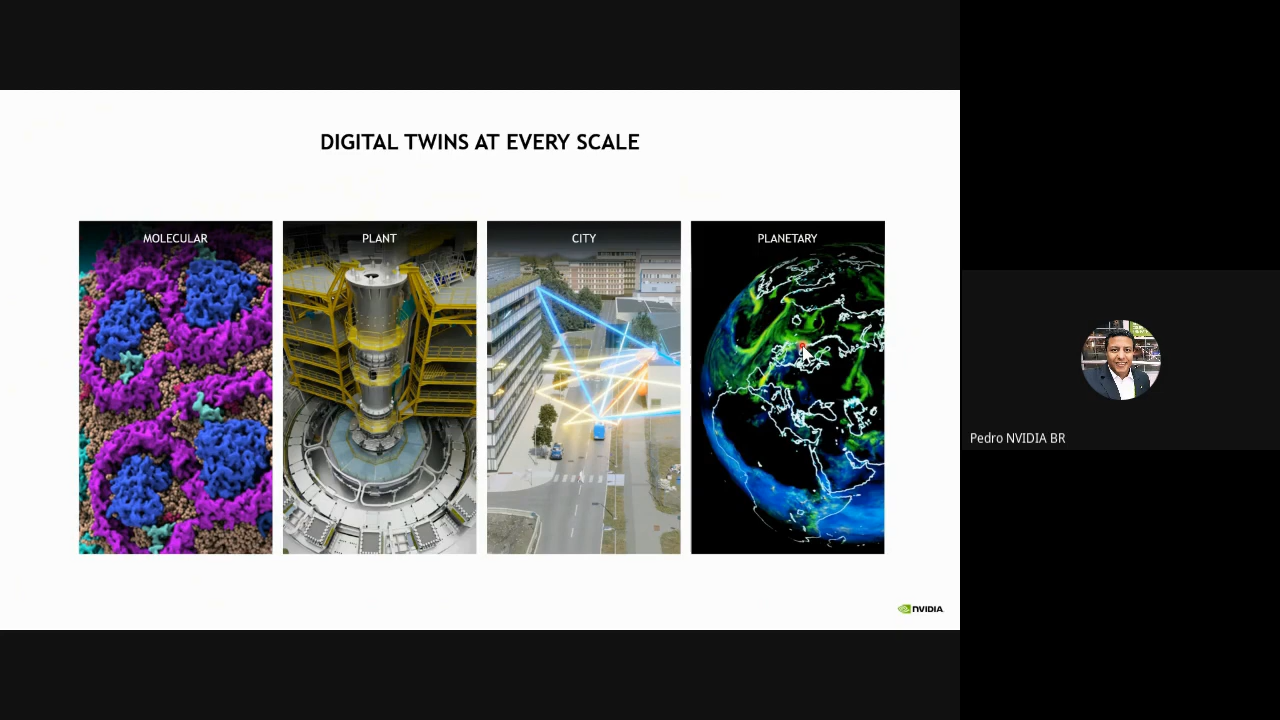 DIGITAL TWINS AT EVERY SCALE
MOLECULAR
PLANT
CITY
PLANETARY
NVIDIA
Pedro NVIDIA BR